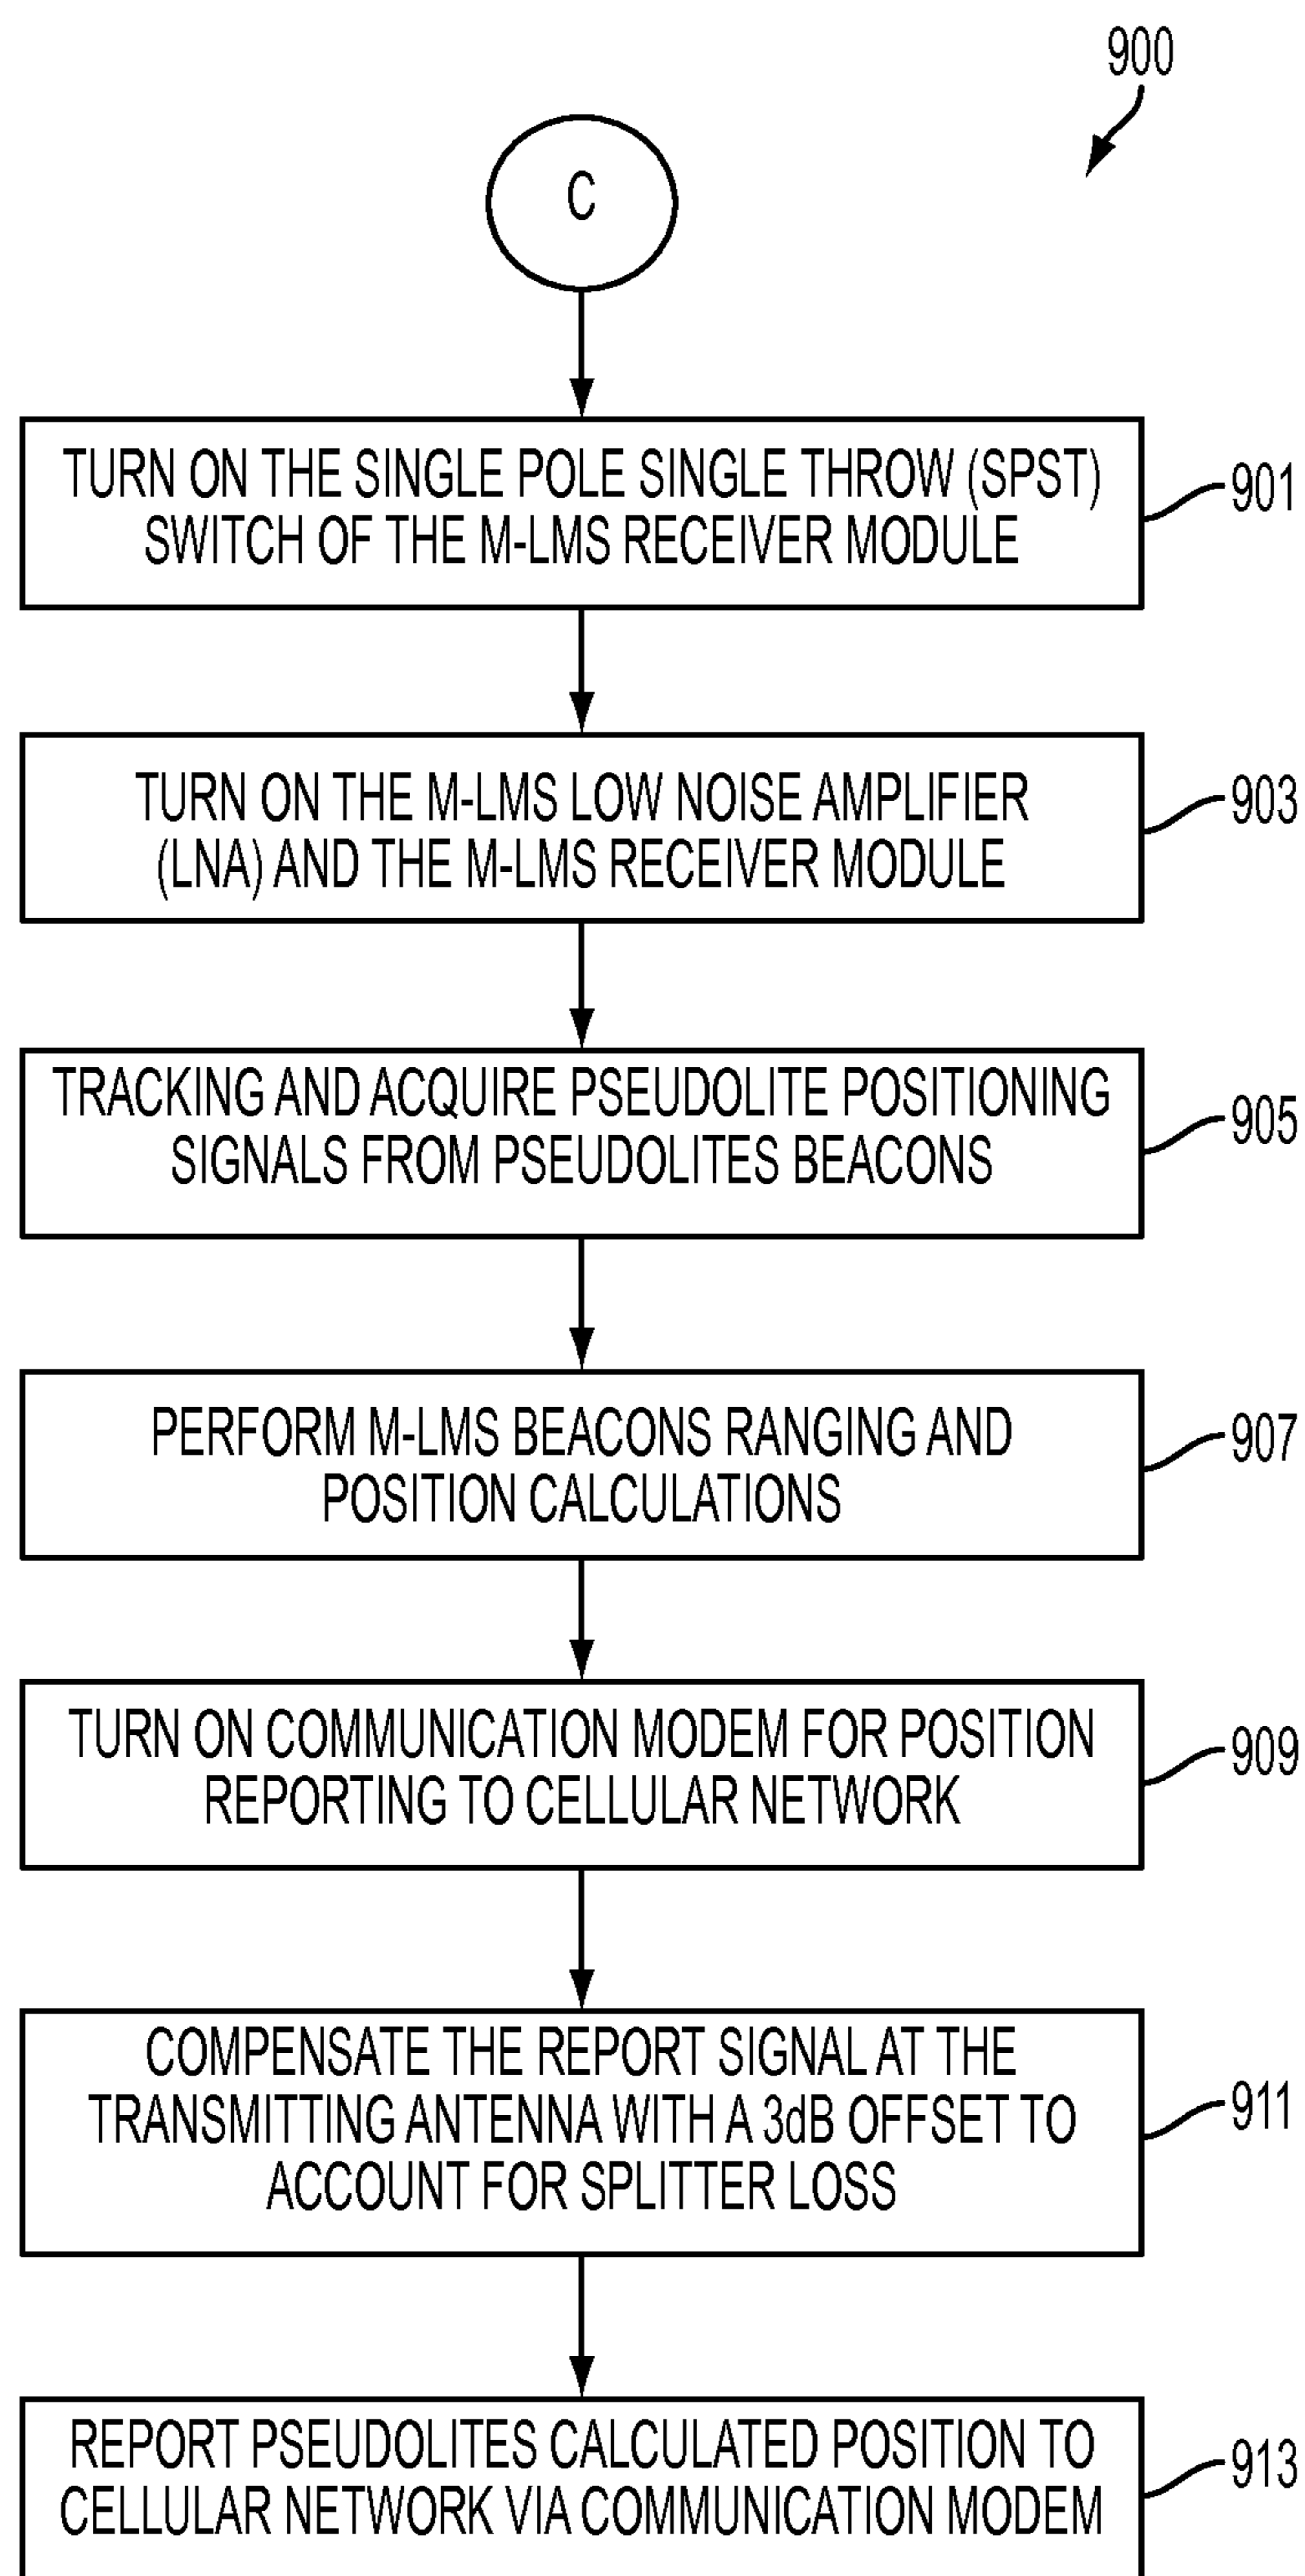 900
C
TURN ON THE SINGLE POLE SINGLE THROW (SPST)
SWITCH OF THE M-LMS RECEIVER MODULE
901
TURN ON THE M-LMS LOW NOISE AMPLIFIER
(LNA) AND THE M-LMS RECEIVER MODULE
903
TRACKING AND ACQUIRE PSEUDOLITE POSITIONING
SIGNALS FROM PSEUDOLITES BEACONS
905
PERFORM M-LMS BEACONS RANGING AND
POSITION CALCULATIONS
907
TURN ON COMMUNICATION MODEM FOR POSITION
REPORTING TO CELLULAR NETWORK
909
COMPENSATE THE REPORT SIGNAL AT THE
TRANSMITTING ANTENNA WITH A 3dB OFFSET TO
ACCOUNT FOR SPLITTER LOSS
911
REPORT PSEUDOLITES CALCULATED POSITION TO
CELLULAR NETWORK VIA COMMUNICATION MODEM
913